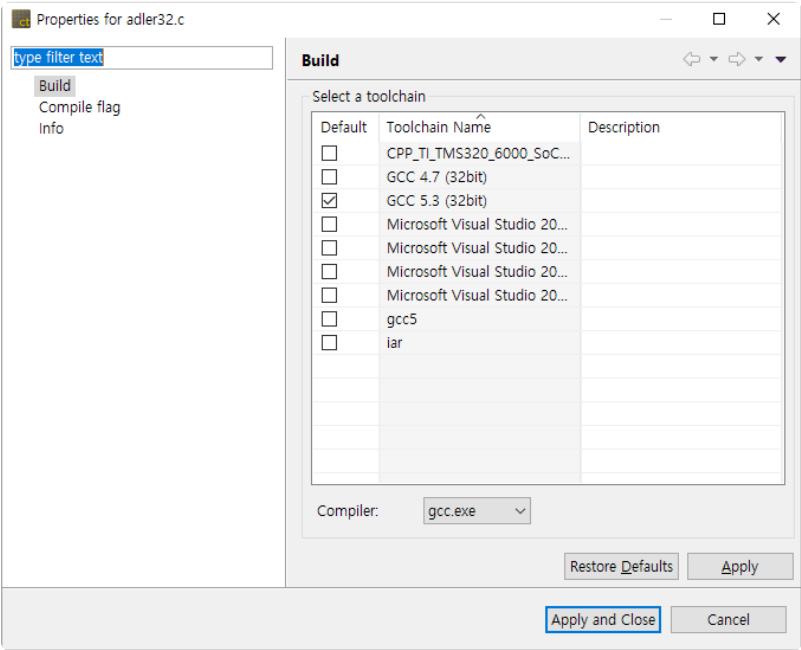 ct Properties for adler32.c
type filter text
Build
Compile flag
Info
Build
Select a toolchain
Default Toolchain Name Description
CPP_TI_TMS320_6000_SoC...
GCC 4.7 (32bit)
GCC 5.3 (32bit)
Microsoft Visual Studio 20...
Microsoft Visual Studio 20...
Microsoft Visual Studio 20...
Microsoft Visual Studio 20...
gcc5
iar
Compiler: gcc.exe
Restore Defaults Apply
Apply and Close Cancel